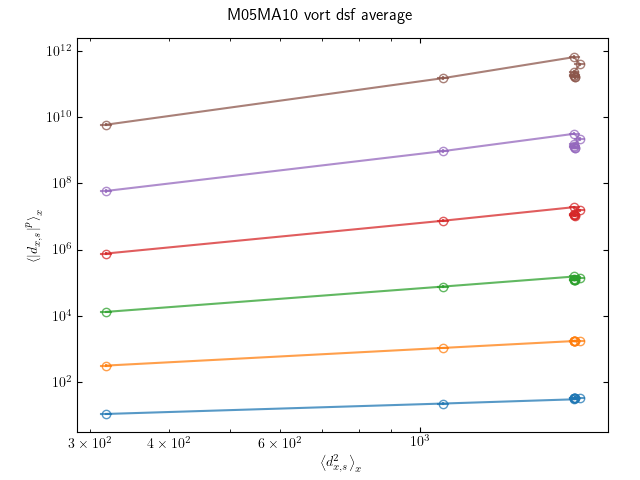 M05MA10 vort dsf average
10^{12}
10^{10}
10^8
10^6
10^4
10^2
⟨|d_{x,s}|^p⟩_x
3 × 10^2
4 × 10^2
6 × 10^2
10^3
⟨d^2_{x,s}⟩_x